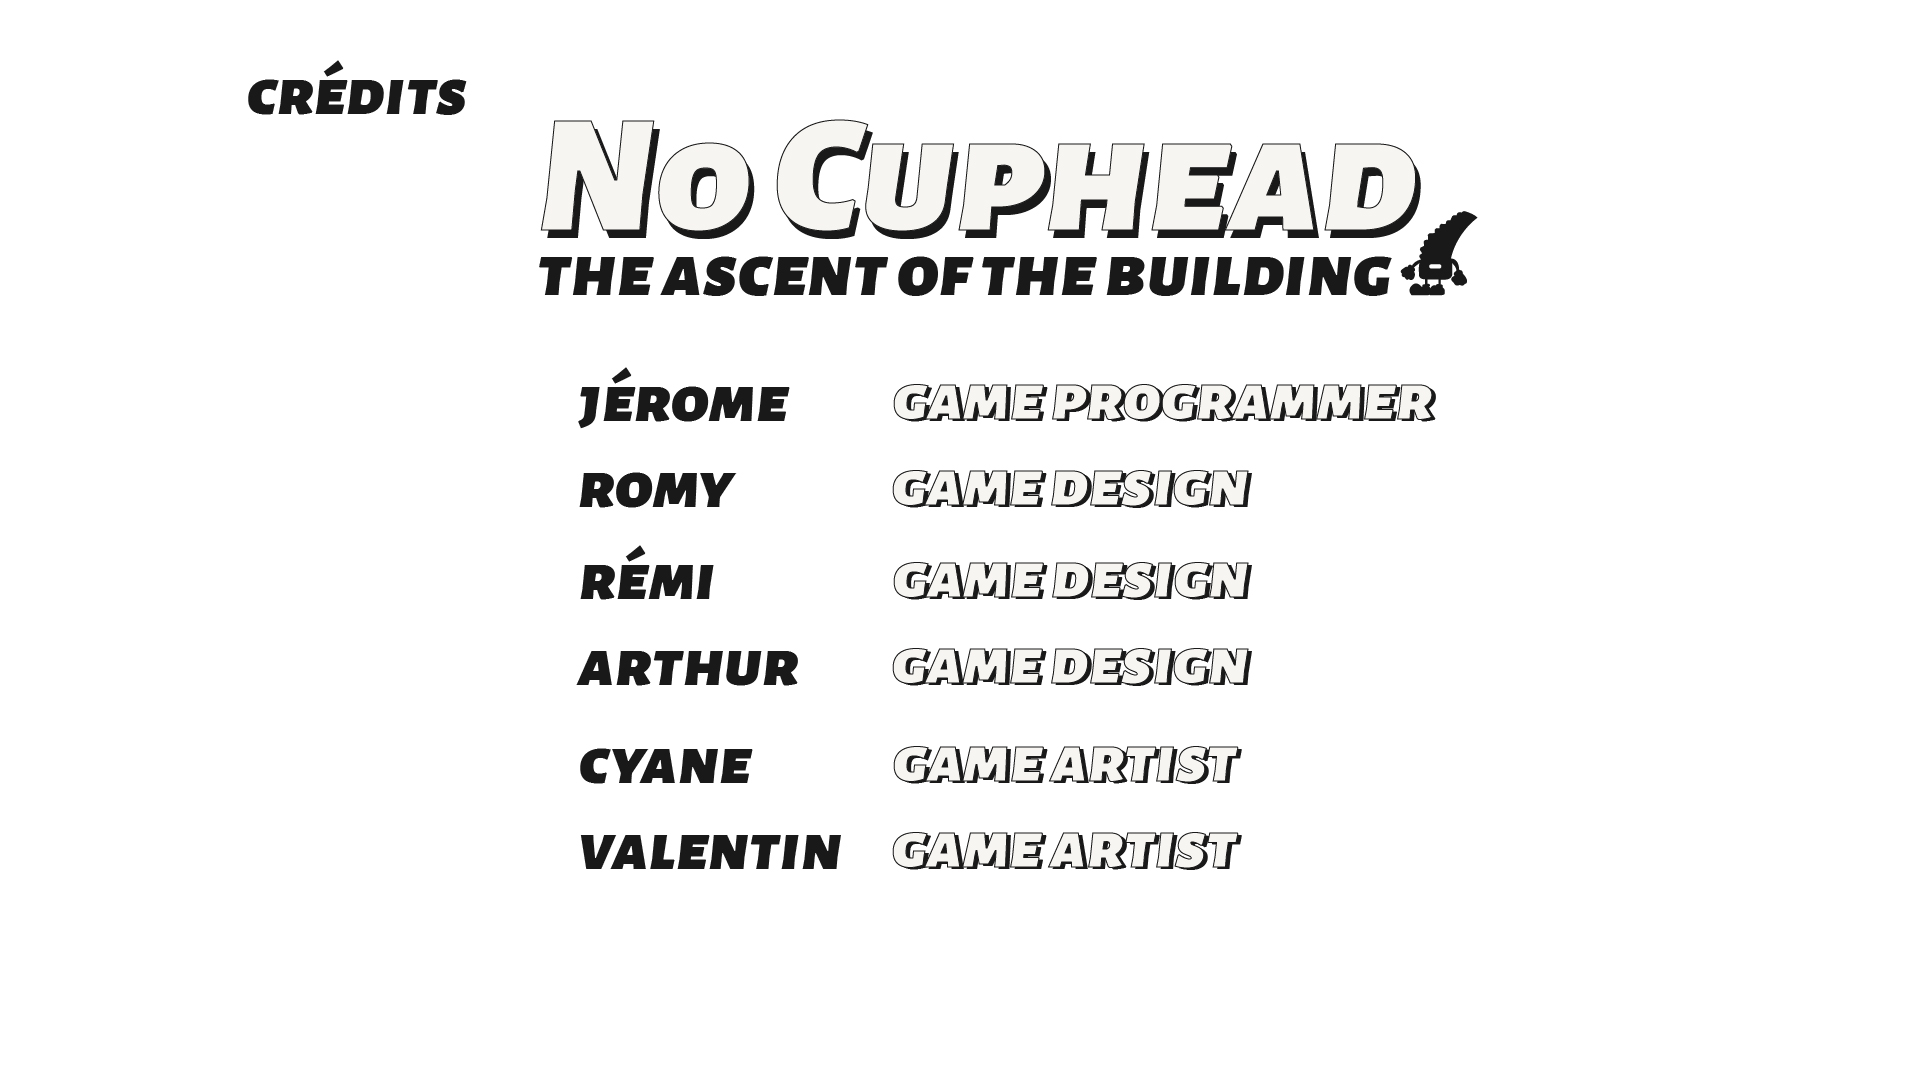 CRÉDITS
No Cuphead
THE ASCENT OF THE BUILDING
JÉROME GAME PROGRAMMER
ROMY GAME DESIGN
RÉMI GAME DESIGN
ARTHUR GAME DESIGN
CYANE GAME ARTIST
VALENTIN GAME ARTIST